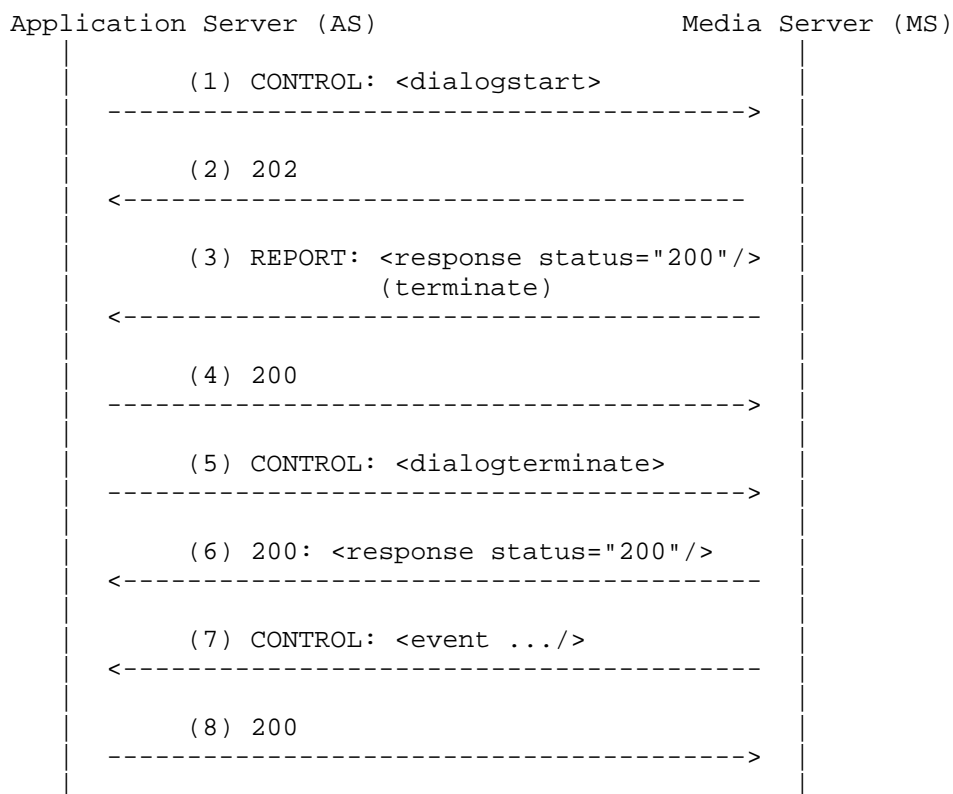 Application Server (AS) Media Server (MS)
(1) CONTROL: <dialogstart>
(2) 202
(3) REPORT: <response status="200"/>
(terminate)
(4) 200
(5) CONTROL: <dialogterminate>
(6) 200: <response status="200"/>
(7) CONTROL: <event .../>
(8) 200